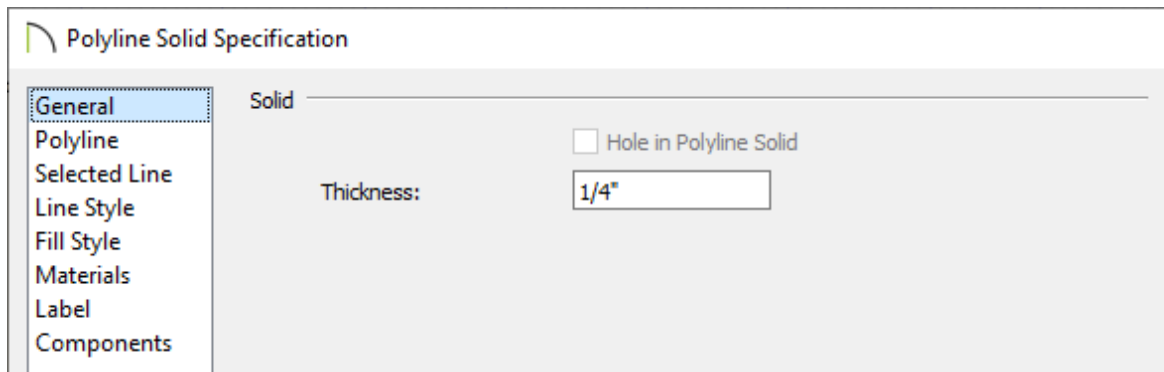 Polyline Solid Specification
General
Polyline
Selected Line
Line Style
Fill Style
Materials
Label
Components
Solid
Hole in Polyline Solid
Thickness: 1/4"